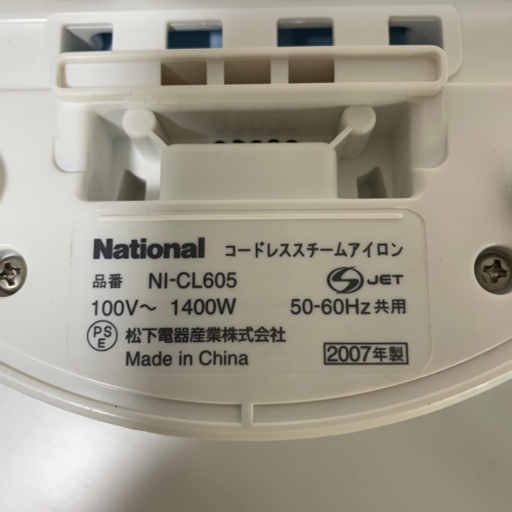 National コードレススチームアイロン
品番 NI-CL605 S JET
100V～ 1400W 50-60Hz共用
PS E 松下電器産業株式会社
Made in China 2007年製